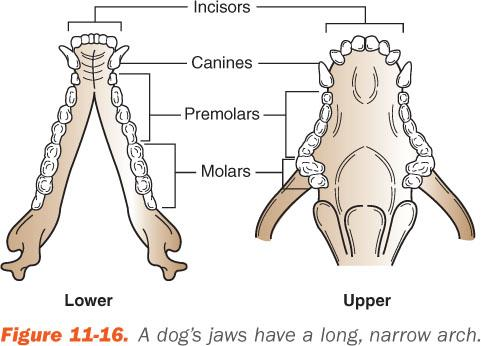 Incisors
Canines
Premolars
Molars
Lower
Upper
Figure 11-16. A dog's jaws have a long, narrow arch.